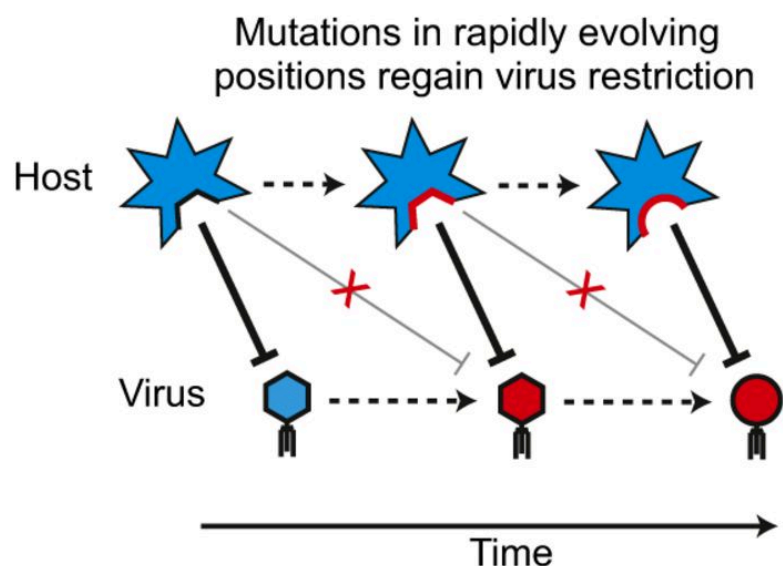 Mutations in rapidly evolving
positions regain virus restriction
Host
Virus
Time